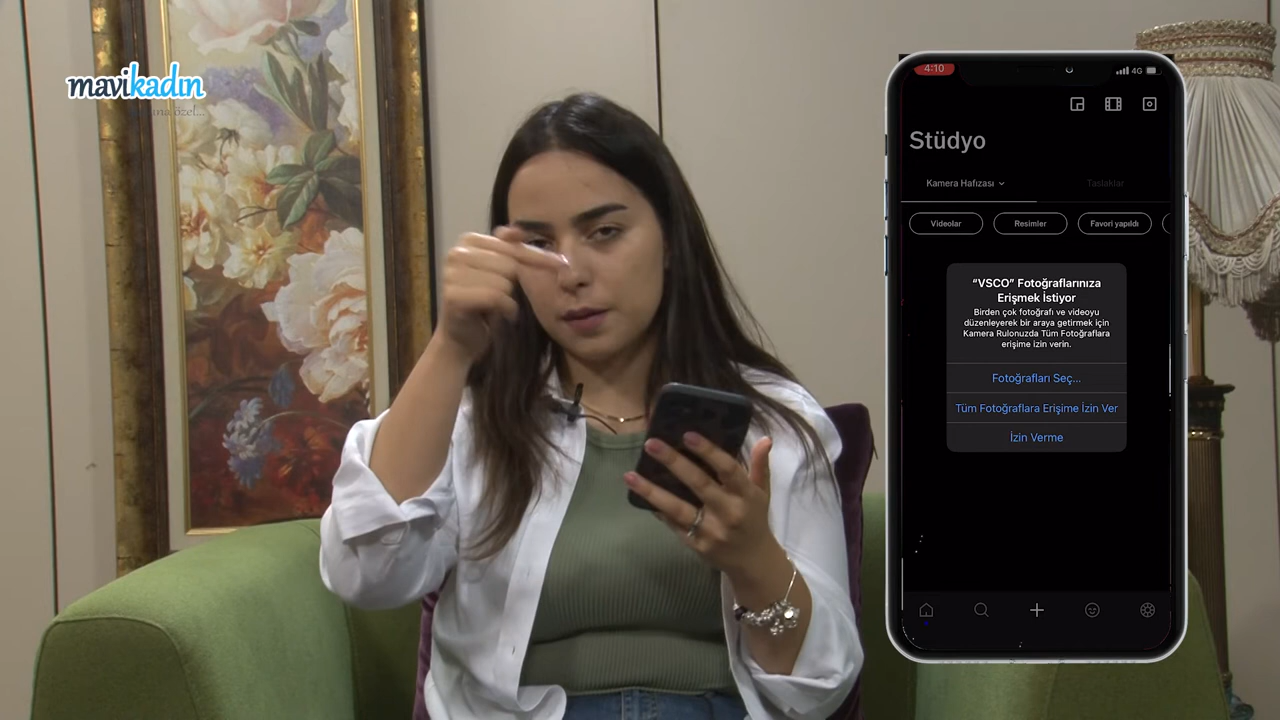 mavikadın
4:10
4G
Stüdyo
Kamera Hafızası
Taslaklar
Videolar
Resimler
Favori yapıldı
“VSCO” Fotoğraflarınıza
Erişmek İstiyor
Birden çok fotoğrafı ve videoyu
düzenleyerek bir araya getirmek için
Kamera Rulonuzda Tüm Fotoğraflara
erişime izin verin.
Fotoğrafları Seç...
Tüm Fotoğraflara Erişime İzin Ver
İzin Verme